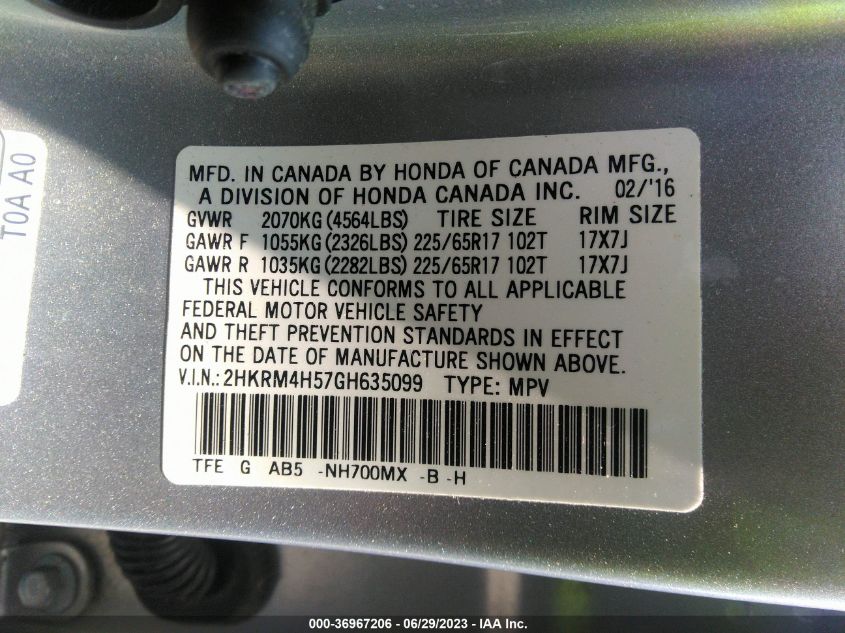 T0A A0
MFD. IN CANADA BY HONDA OF CANADA MFG.,
A DIVISION OF HONDA CANADA INC. 02/'16
GVWR 2070KG (4564LBS) TIRE SIZE RIM SIZE
GAWR F 1055KG (2326LBS) 225/65R17 102T 17X7J
GAWR R 1035KG (2282LBS) 225/65R17 102T 17X7J
THIS VEHICLE CONFORMS TO ALL APPLICABLE
FEDERAL MOTOR VEHICLE SAFETY
AND THEFT PREVENTION STANDARDS IN EFFECT
ON THE DATE OF MANUFACTURE SHOWN ABOVE.
V.I.N.: 2HKRM4H57GH635099 TYPE: MPV
TFE G AB5 -NH700MX -B -H
000-36967206 - 06/29/2023 - IAA Inc.